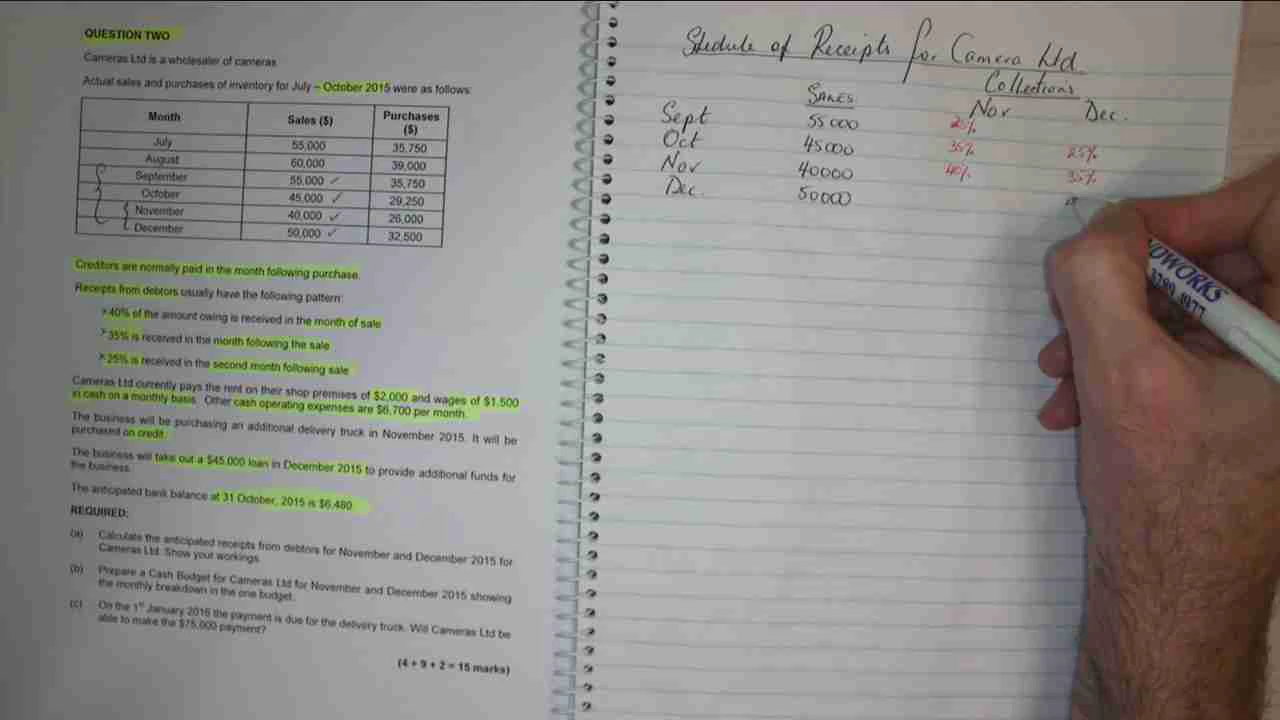 QUESTION TWO
Cameras Ltd is a wholesaler of cameras
Actual sales and purchases of inventory for July – October 2015 were as follows:
Month Sales ($) Purchases ($)
July 55,000 35,750
August 60,000 39,000
September 55,000 ✓ 35,750
October 45,000 ✓ 29,250
November 40,000 ✓ 26,000
December 50,000 ✓ 32,500
Creditors are normally paid in the month following purchase.
Receipts from debtors usually have the following pattern:
40% of the amount owing is received in the month of sale
35% is received in the month following the sale
25% is received in the second month following sale
Cameras Ltd currently pays the rent on their shop premises of $2,000 and wages of $1,500
in cash on a monthly basis. Other cash operating expenses are $6,700 per month.
The business will be purchasing an additional delivery truck in November 2015. It will be
purchased on credit.
The business will take out a $45,000 loan in December 2015 to provide additional funds for
the business.
The anticipated bank balance at 31 October, 2015 is $6,480
REQUIRED:
(a) Calculate the anticipated receipts from debtors for November and December 2015 for
Cameras Ltd. Show your workings.
(b) Prepare a Cash Budget for Cameras Ltd for November and December 2015 showing
the monthly breakdown in the one budget.
(c) On the 1st January 2016 the payment is due for the delivery truck. Will Cameras Ltd be
able to make the $75,000 payment?
(4 + 9 + 2 = 15 marks)
Shedule of Receipts for Camera Ltd.
Collections
SALES Nov Dec.
Sept 55000 25%
Oct 45000 35% 25%
Nov 40000 40% 35%
Dec. 50000
NOWORKS